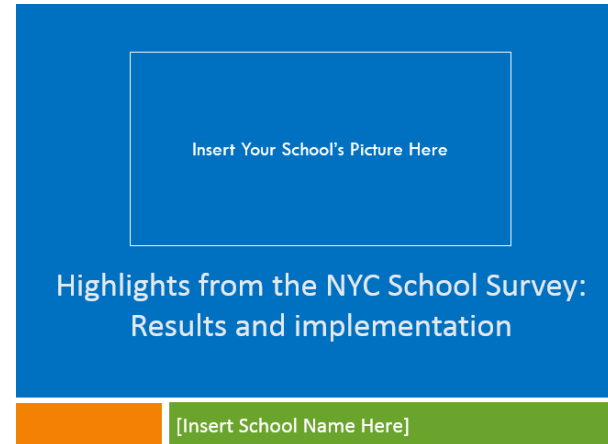 Insert Your School's Picture Here
Highlights from the NYC School Survey:
Results and implementation
[Insert School Name Here]